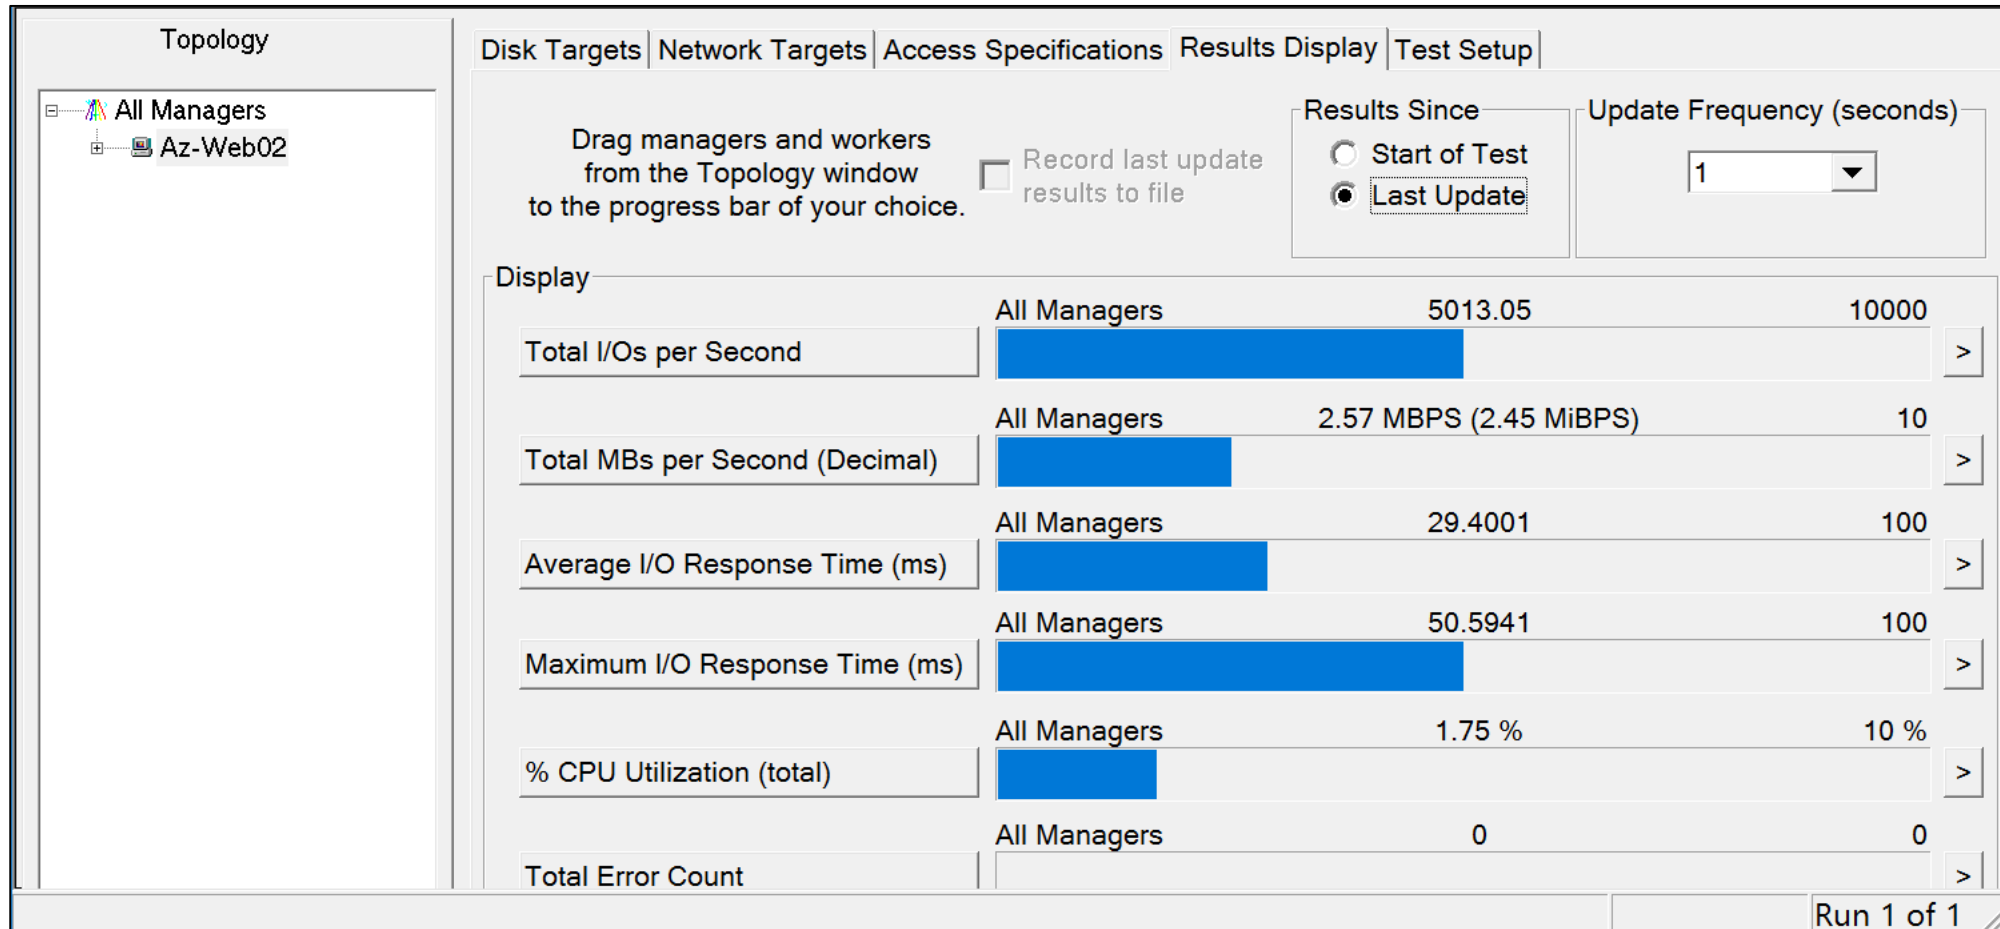 Topology
All Managers
Az-Web02
Disk Targets
Network Targets
Access Specifications
Results Display
Test Setup
Drag managers and workers
from the Topology window
to the progress bar of your choice.
Record last update
results to file
Results Since
Start of Test
Last Update
Update Frequency (seconds)
1
Display
All Managers 5013.05 10000
Total I/Os per Second >
All Managers 2.57 MBPS (2.45 MiBPS) 10
Total MBs per Second (Decimal) >
All Managers 29.4001 100
Average I/O Response Time (ms) >
All Managers 50.5941 100
Maximum I/O Response Time (ms) >
All Managers 1.75 % 10 %
% CPU Utilization (total) >
All Managers 0 0
Total Error Count >
Run 1 of 1